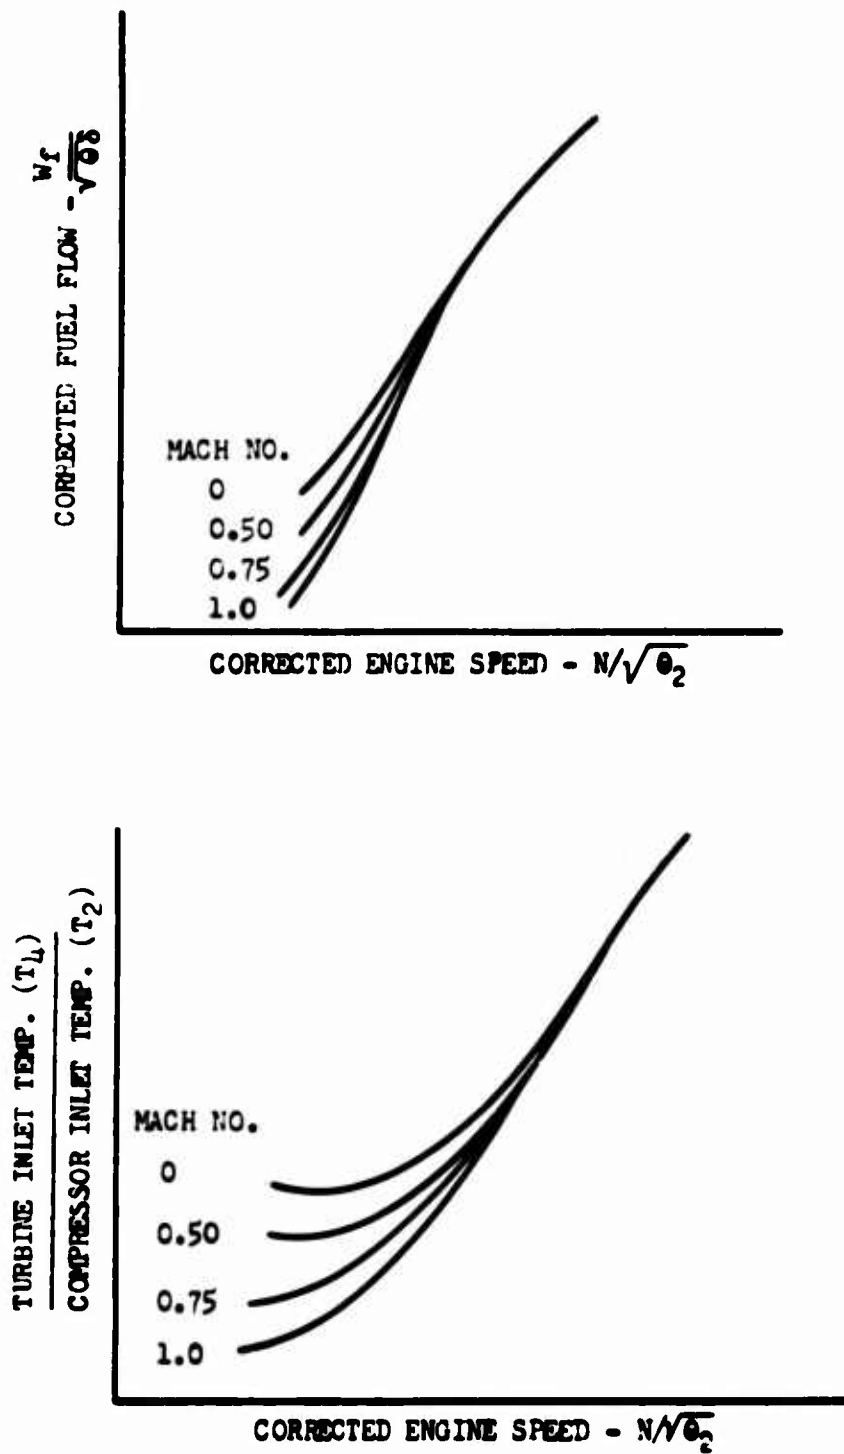 CORRECTED FUEL FLOW - W_f / √θδ
MACH NO.
0
0.50
0.75
1.0
CORRECTED ENGINE SPEED - N/√θ₂
TURBINE INLET TEMP. (T₄)
COMPRESSOR INLET TEMP. (T₂)
MACH NO.
0
0.50
0.75
1.0
CORRECTED ENGINE SPEED - N/√θ₂